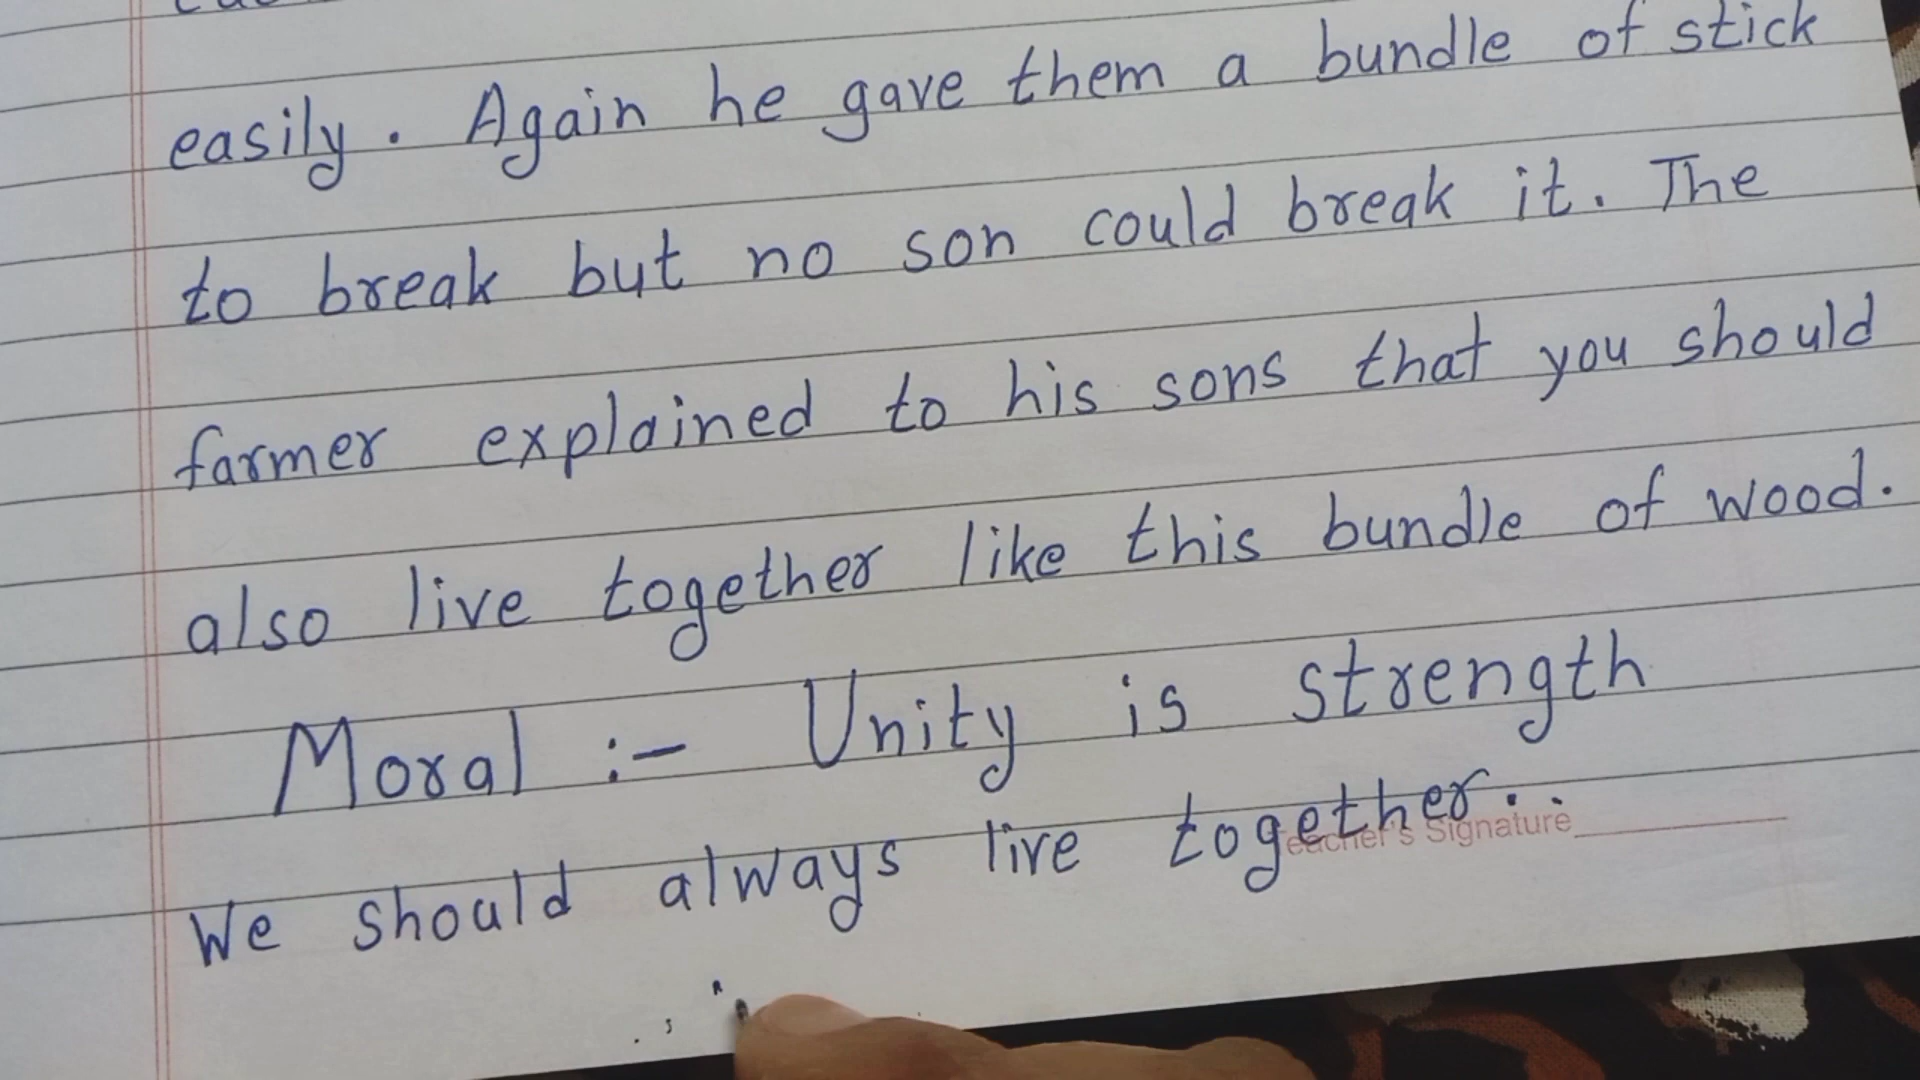 easily. Again he gave them a bundle of stick
to break but no son could break it. The
farmer explained to his sons that you should
also live together like this bundle of wood.
Moral :- Unity is strength
We should always live together..
Teacher's Signature